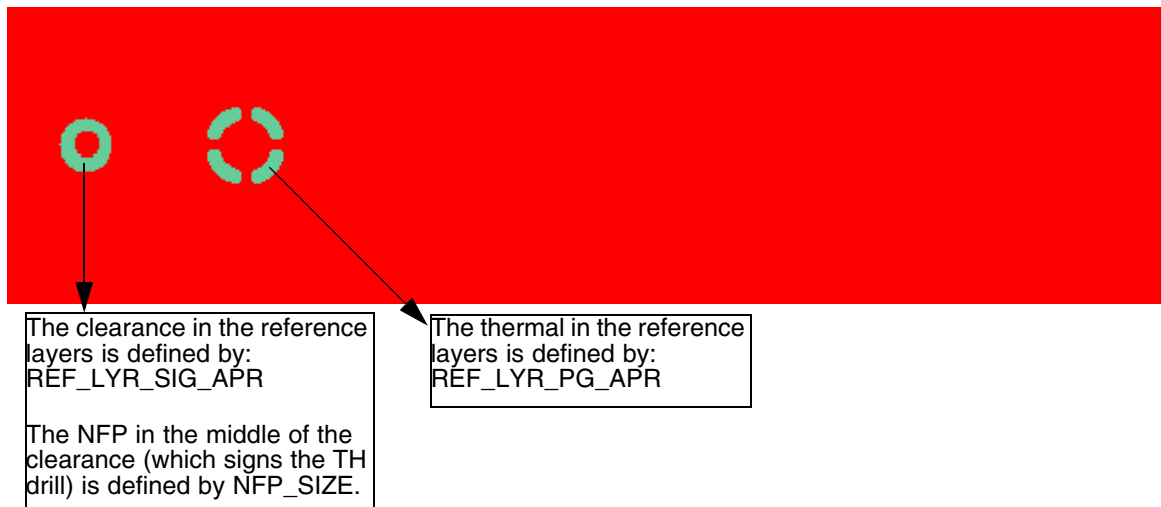 The clearance in the reference
layers is defined by:
REF_LYR_SIG_APR
The NFP in the middle of the
clearance (which signs the TH
drill) is defined by NFP_SIZE.
The thermal in the reference
layers is defined by:
REF_LYR_PG_APR